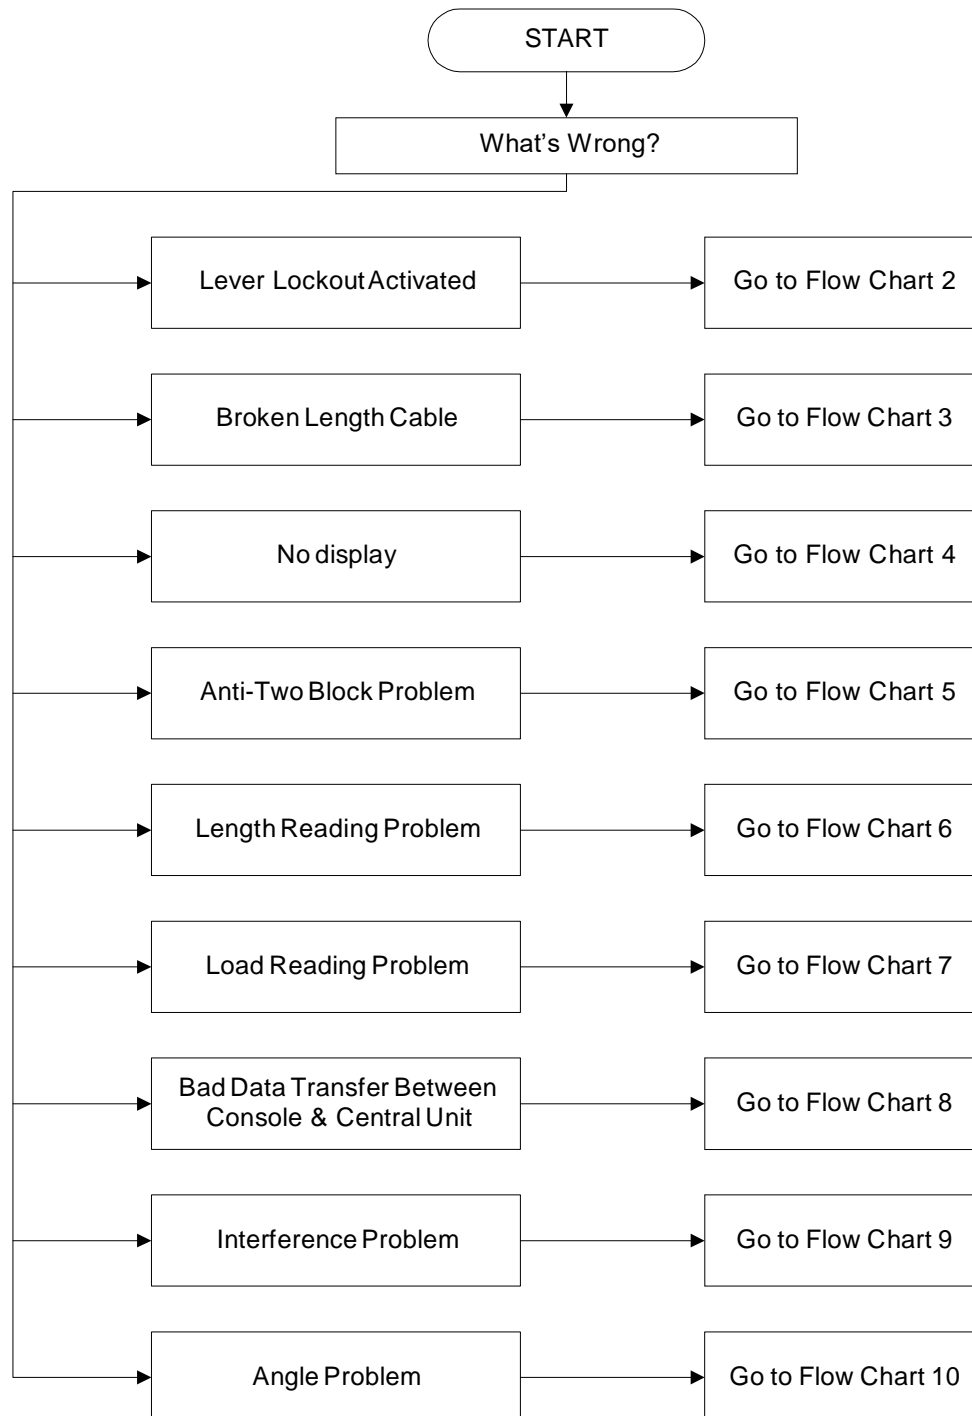 START
What's Wrong?
Lever Lockout Activated
Go to Flow Chart 2
Broken Length Cable
Go to Flow Chart 3
No display
Go to Flow Chart 4
Anti-Two Block Problem
Go to Flow Chart 5
Length Reading Problem
Go to Flow Chart 6
Load Reading Problem
Go to Flow Chart 7
Bad Data Transfer Between
Console & Central Unit
Go to Flow Chart 8
Interference Problem
Go to Flow Chart 9
Angle Problem
Go to Flow Chart 10